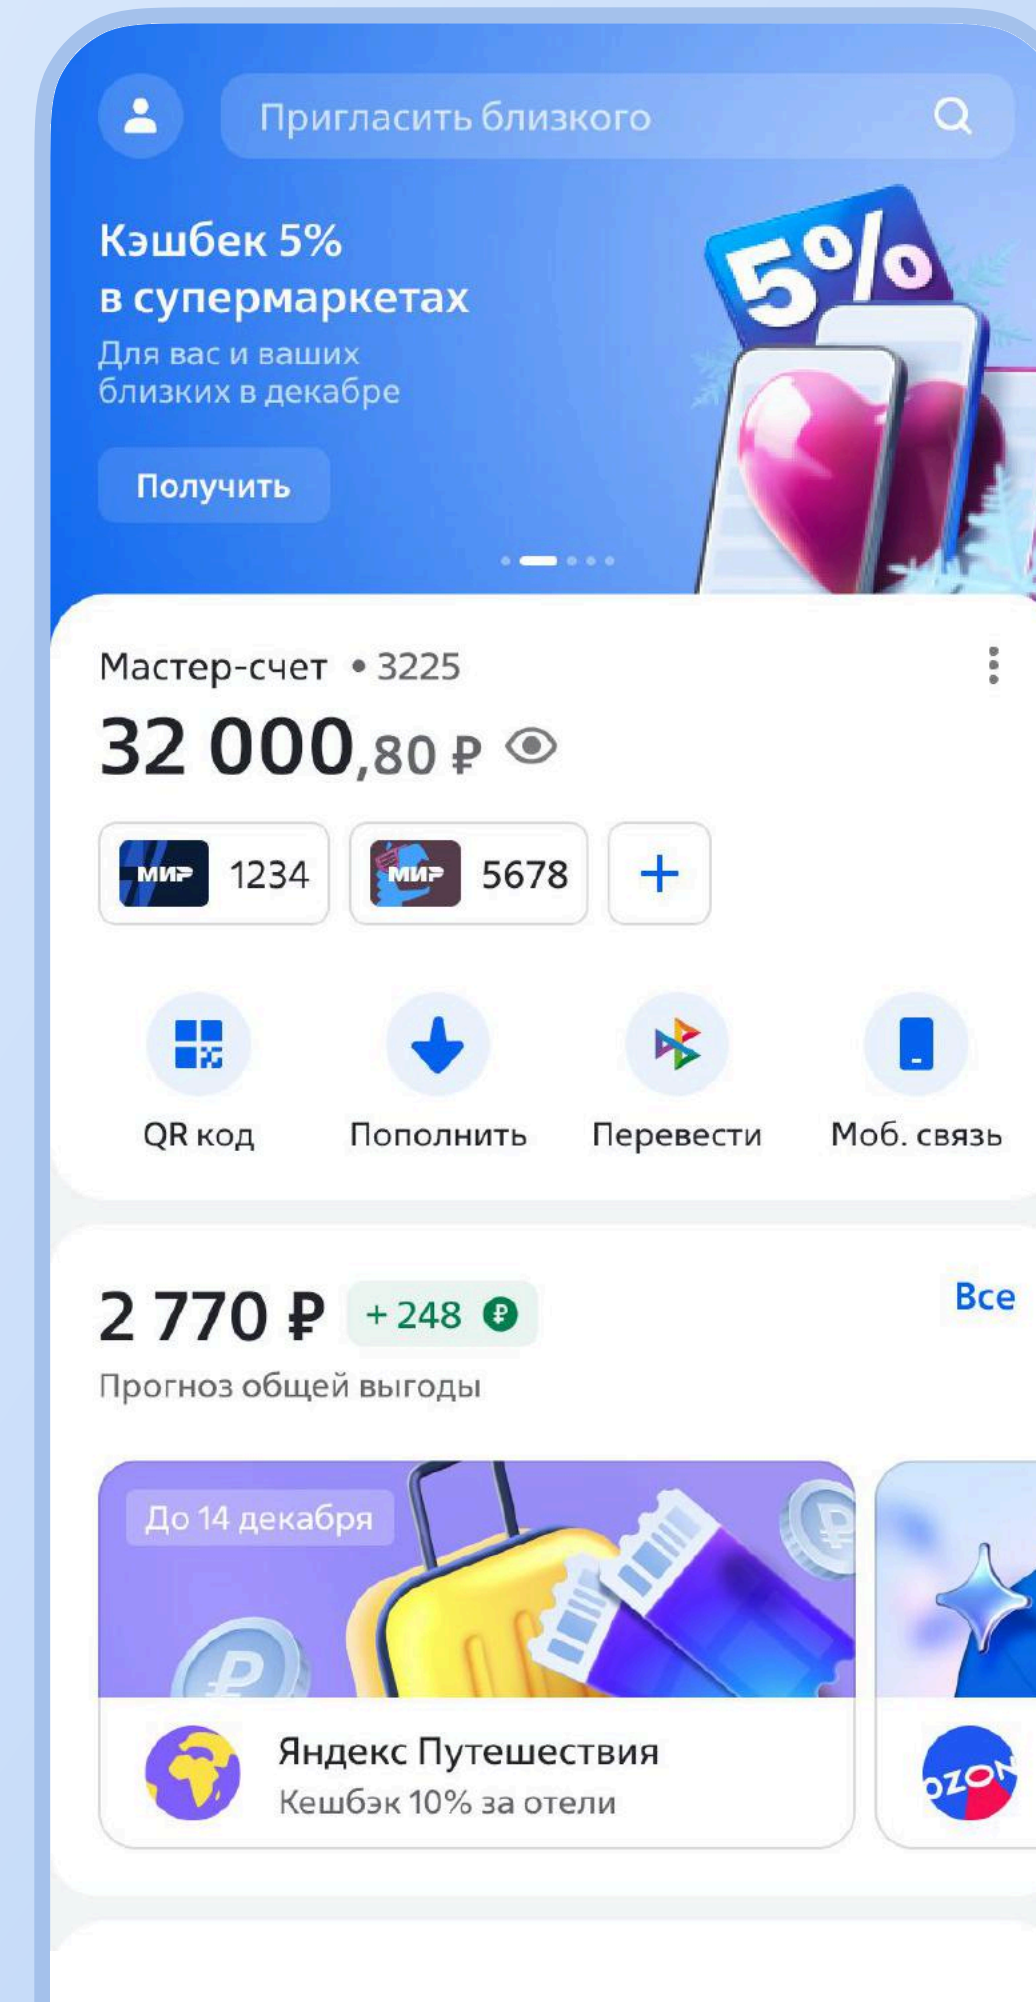 Пригласить близкого
Кэшбек 5%
в супермаркетах
Для вас и ваших
близких в декабре
Получить
5%
Мастер-счет • 3225
32 000,80 ₽
МИР 1234
МИР 5678
+
QR код
Пополнить
Перевести
Моб. связь
2 770 ₽ + 248 ₽
Все
Прогноз общей выгоды
До 14 декабря
₽
₽
Яндекс Путешествия
Кешбэк 10% за отели
OZON